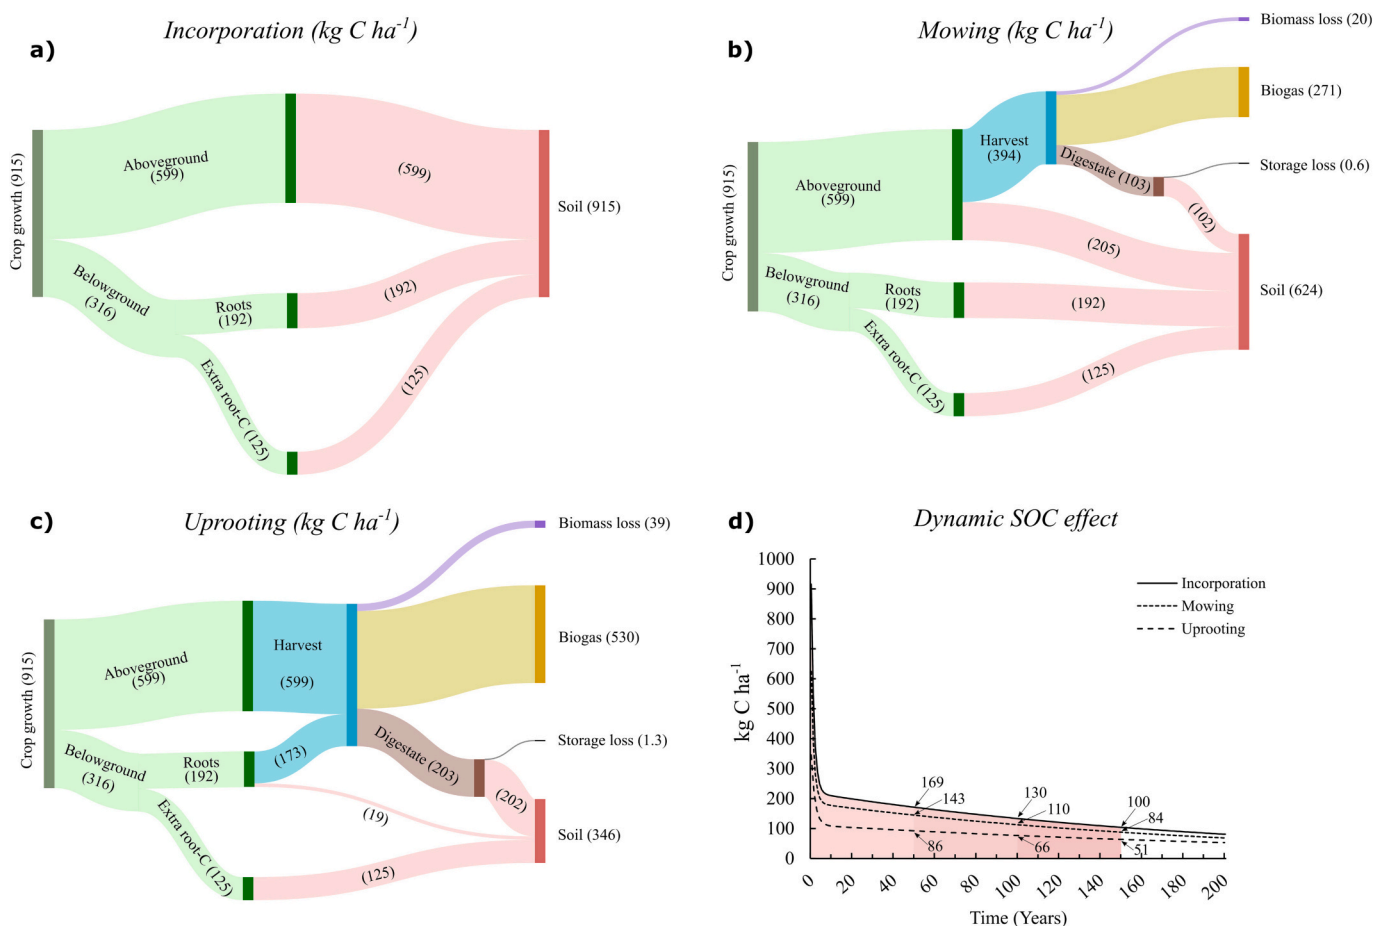 a)
Incorporation (kg C ha⁻¹)
Crop growth (915)
Aboveground
(599)
(599)
Soil (915)
Belowground
(316)
Roots
(192)
(192)
Extra root-C (125)
(125)
b)
Mowing (kg C ha⁻¹)
Biomass loss (20)
Biogas (271)
Crop growth (915)
Aboveground
(599)
Harvest
(394)
Digestate (103)
Storage loss (0.6)
(102)
(205)
Soil (624)
Belowground
(316)
Roots
(192)
(192)
Extra root-C (125)
(125)
c)
Uprooting (kg C ha⁻¹)
Biomass loss (39)
Crop growth (915)
Aboveground
(599)
Harvest
(599)
Biogas (530)
Belowground
(316)
Roots
(192)
(173)
Digestate (203)
Storage loss (1.3)
(202)
(19)
Soil (346)
Extra root-C (125)
(125)
d)
Dynamic SOC effect
kg C ha⁻¹
1000
900
800
700
600
500
400
300
200
100
0
Incorporation
Mowing
Uprooting
169
143
86
130
110
66
100
84
51
0
20
40
60
80
100
120
140
160
180
200
Time (Years)